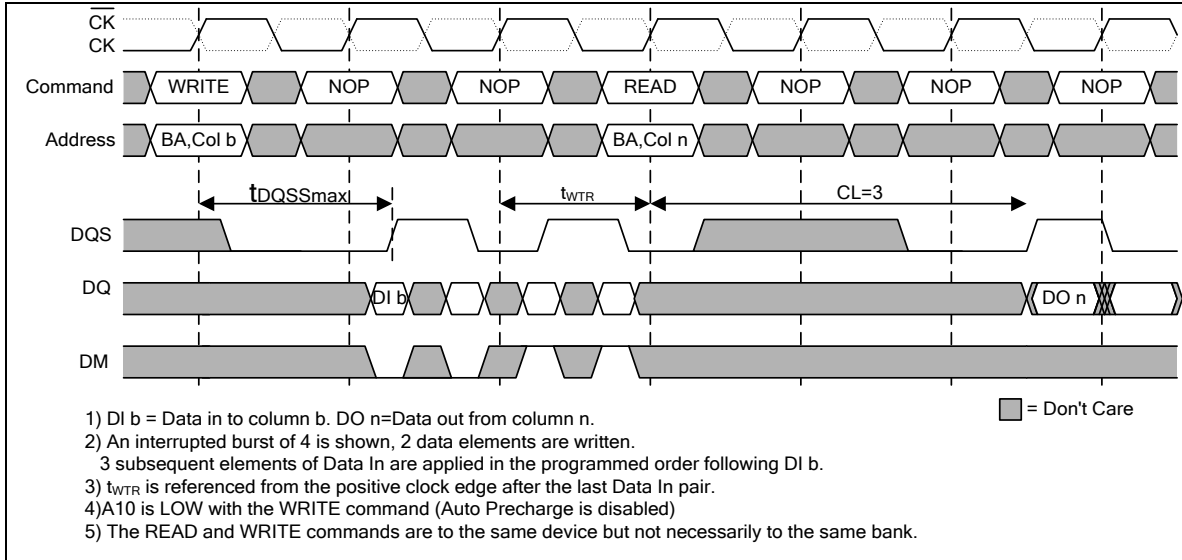 CK
CK
Command WRITE NOP NOP READ NOP NOP NOP
Address BA,Col b BA,Col n
tDQSSmax tWTR CL=3
DQS
DQ DI b DO n
DM
= Don't Care
1) DI b = Data in to column b. DO n=Data out from column n.
2) An interrupted burst of 4 is shown, 2 data elements are written.
3 subsequent elements of Data In are applied in the programmed order following DI b.
3) tWTR is referenced from the positive clock edge after the last Data In pair.
4)A10 is LOW with the WRITE command (Auto Precharge is disabled)
5) The READ and WRITE commands are to the same device but not necessarily to the same bank.